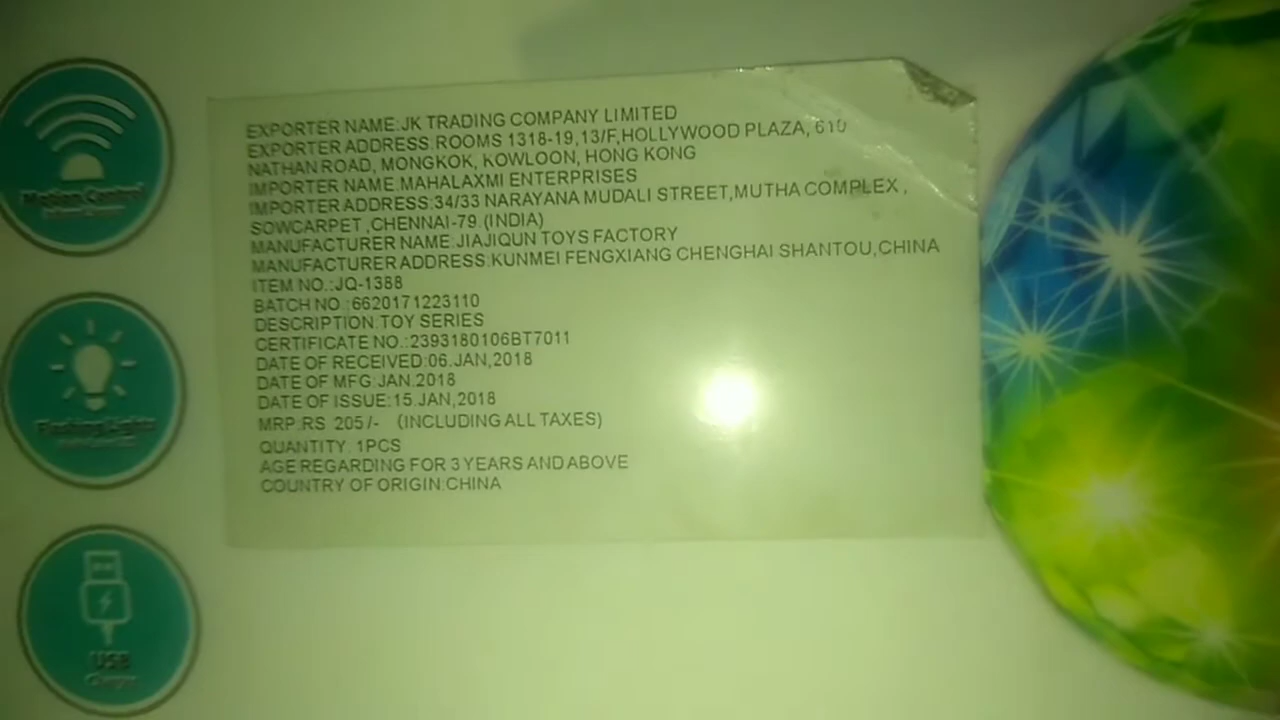 EXPORTER NAME:JK TRADING COMPANY LIMITED
EXPORTER ADDRESS:ROOMS 1318-19,13/F,HOLLYWOOD PLAZA, 610
NATHAN ROAD, MONGKOK, KOWLOON, HONG KONG
IMPORTER NAME:MAHALAXMI ENTERPRISES
IMPORTER ADDRESS:34/33 NARAYANA MUDALI STREET,MUTHA COMPLEX ,
SOWCARPET ,CHENNAI-79.(INDIA)
MANUFACTURER NAME:JIAJIQUN TOYS FACTORY
MANUFACTURER ADDRESS:KUNMEI FENGXIANG CHENGHAI SHANTOU,CHINA
ITEM NO.:JQ-1388
BATCH NO.:6620171223110
DESCRIPTION:TOY SERIES
CERTIFICATE NO.:2393180106BT7011
DATE OF RECEIVED:06.JAN,2018
DATE OF MFG:JAN.2018
DATE OF ISSUE:15.JAN,2018
MRP.RS 205/- (INCLUDING ALL TAXES)
QUANTITY: 1PCS
AGE REGARDING FOR 3 YEARS AND ABOVE
COUNTRY OF ORIGIN:CHINA
Motion Control
Flashing Lights
USB
Charger